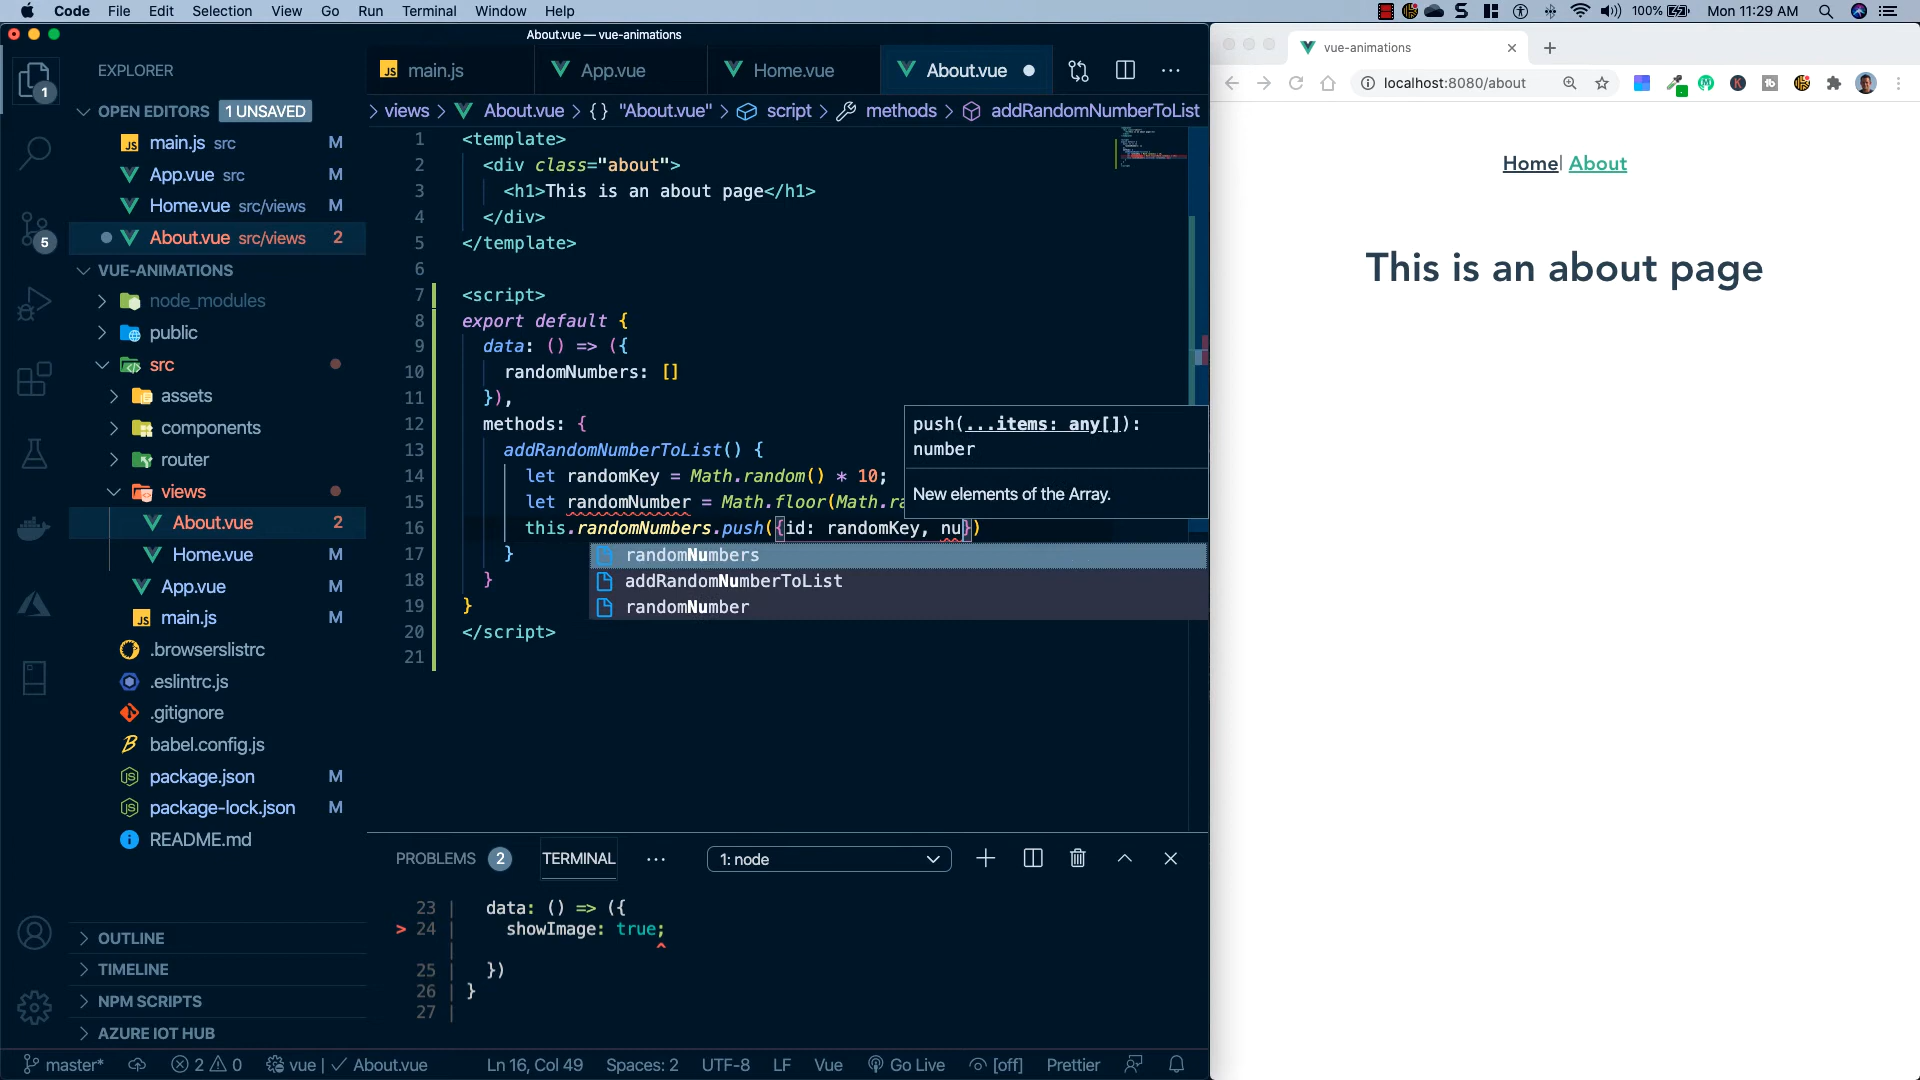 Code File Edit Selection View Go Run Terminal Window Help
100% Mon 11:29 AM
About.vue — vue-animations
EXPLORER
1
OPEN EDITORS 1 UNSAVED
main.js src M
App.vue src M
Home.vue src/views M
About.vue src/views 2
5
VUE-ANIMATIONS
node_modules
public
src
assets
components
router
views
About.vue 2
Home.vue M
App.vue M
main.js M
.browserslistrc
.eslintrc.js
.gitignore
babel.config.js
package.json M
package-lock.json M
README.md
OUTLINE
TIMELINE
NPM SCRIPTS
AZURE IOT HUB
main.js App.vue Home.vue About.vue
views > About.vue > {} "About.vue" > script > methods > addRandomNumberToList
1 <template>
2 <div class="about">
3 <h1>This is an about page</h1>
4 </div>
5 </template>
6
7 <script>
8 export default {
9 data: () => ({
10 randomNumbers: []
11 }),
12 methods: {
13 addRandomNumberToList() {
14 let randomKey = Math.random() * 10;
15 let randomNumber = Math.floor(Math.ra
16 this.randomNumbers.push({id: randomKey, nu})
17 }
18 }
19 }
20 </script>
21
push(...items: any[]):
number
New elements of the Array.
randomNumbers
addRandomNumberToList
randomNumber
PROBLEMS 2 TERMINAL ... 1: node
23 | data: () => ({
> 24 | showImage: true;
| ^
25 | })
26 | }
27 |
master* 2 0 vue | About.vue Ln 16, Col 49 Spaces: 2 UTF-8 LF Vue Go Live [off] Prettier
vue-animations
localhost:8080/about
Home| About
This is an about page